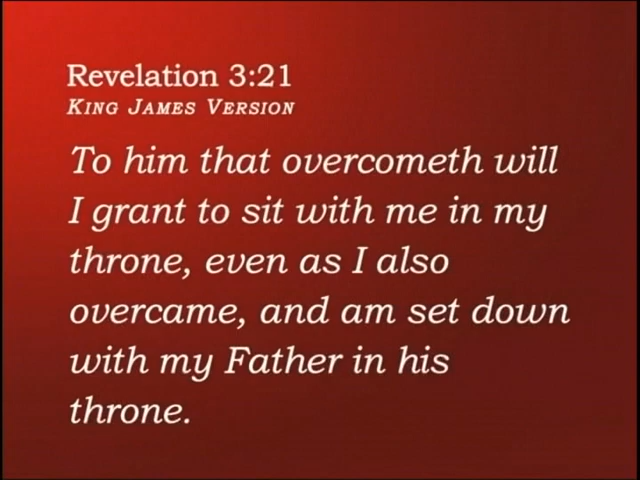 Revelation 3:21
King James Version
To him that overcometh will
I grant to sit with me in my
throne, even as I also
overcame, and am set down
with my Father in his
throne.